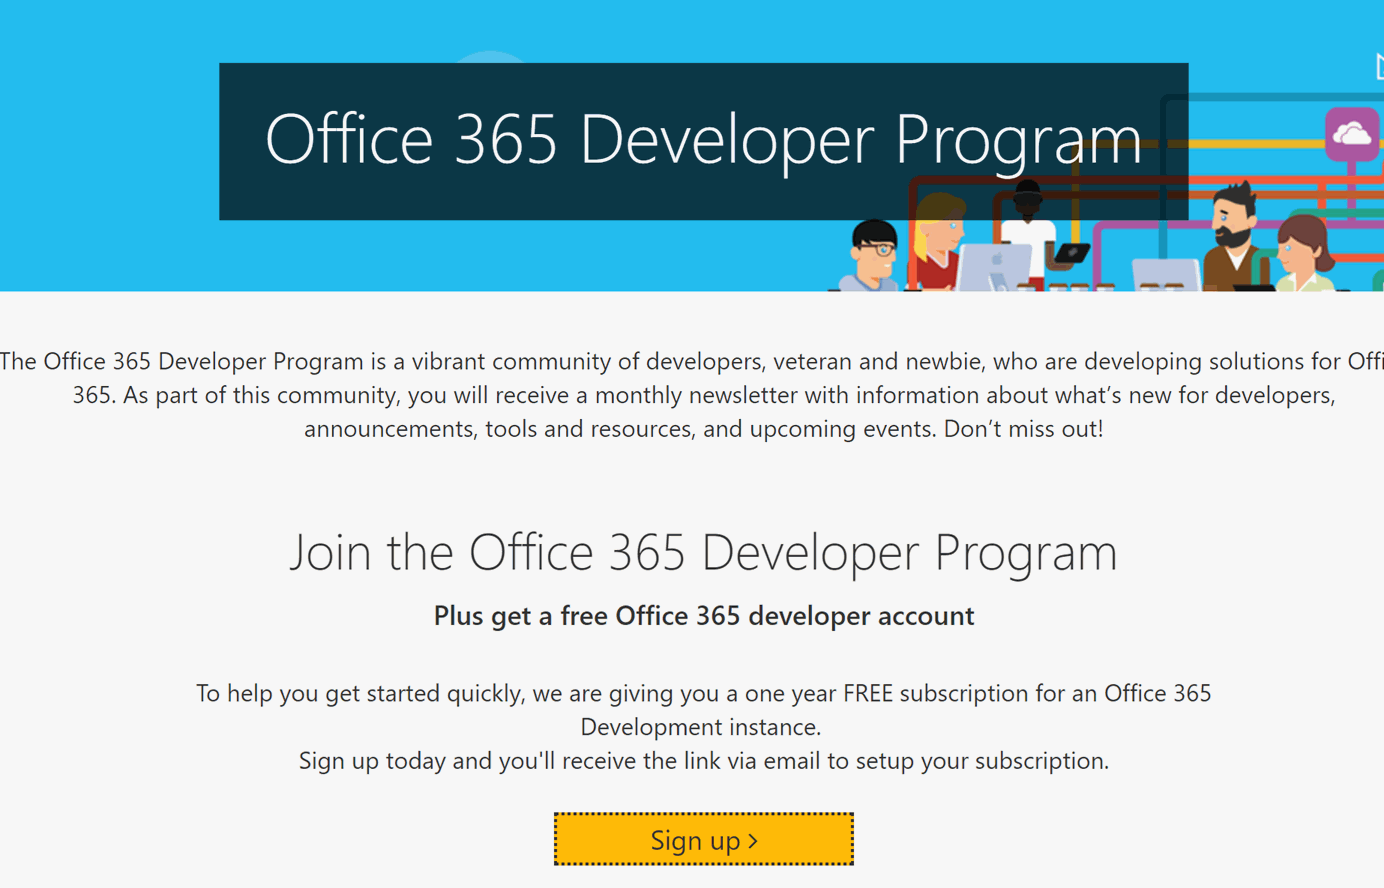 Office 365 Developer Program
The Office 365 Developer Program is a vibrant community of developers, veteran and newbie, who are developing solutions for Offi
365. As part of this community, you will receive a monthly newsletter with information about what’s new for developers,
announcements, tools and resources, and upcoming events. Don’t miss out!
Join the Office 365 Developer Program
Plus get a free Office 365 developer account
To help you get started quickly, we are giving you a one year FREE subscription for an Office 365
Development instance.
Sign up today and you'll receive the link via email to setup your subscription.
Sign up >